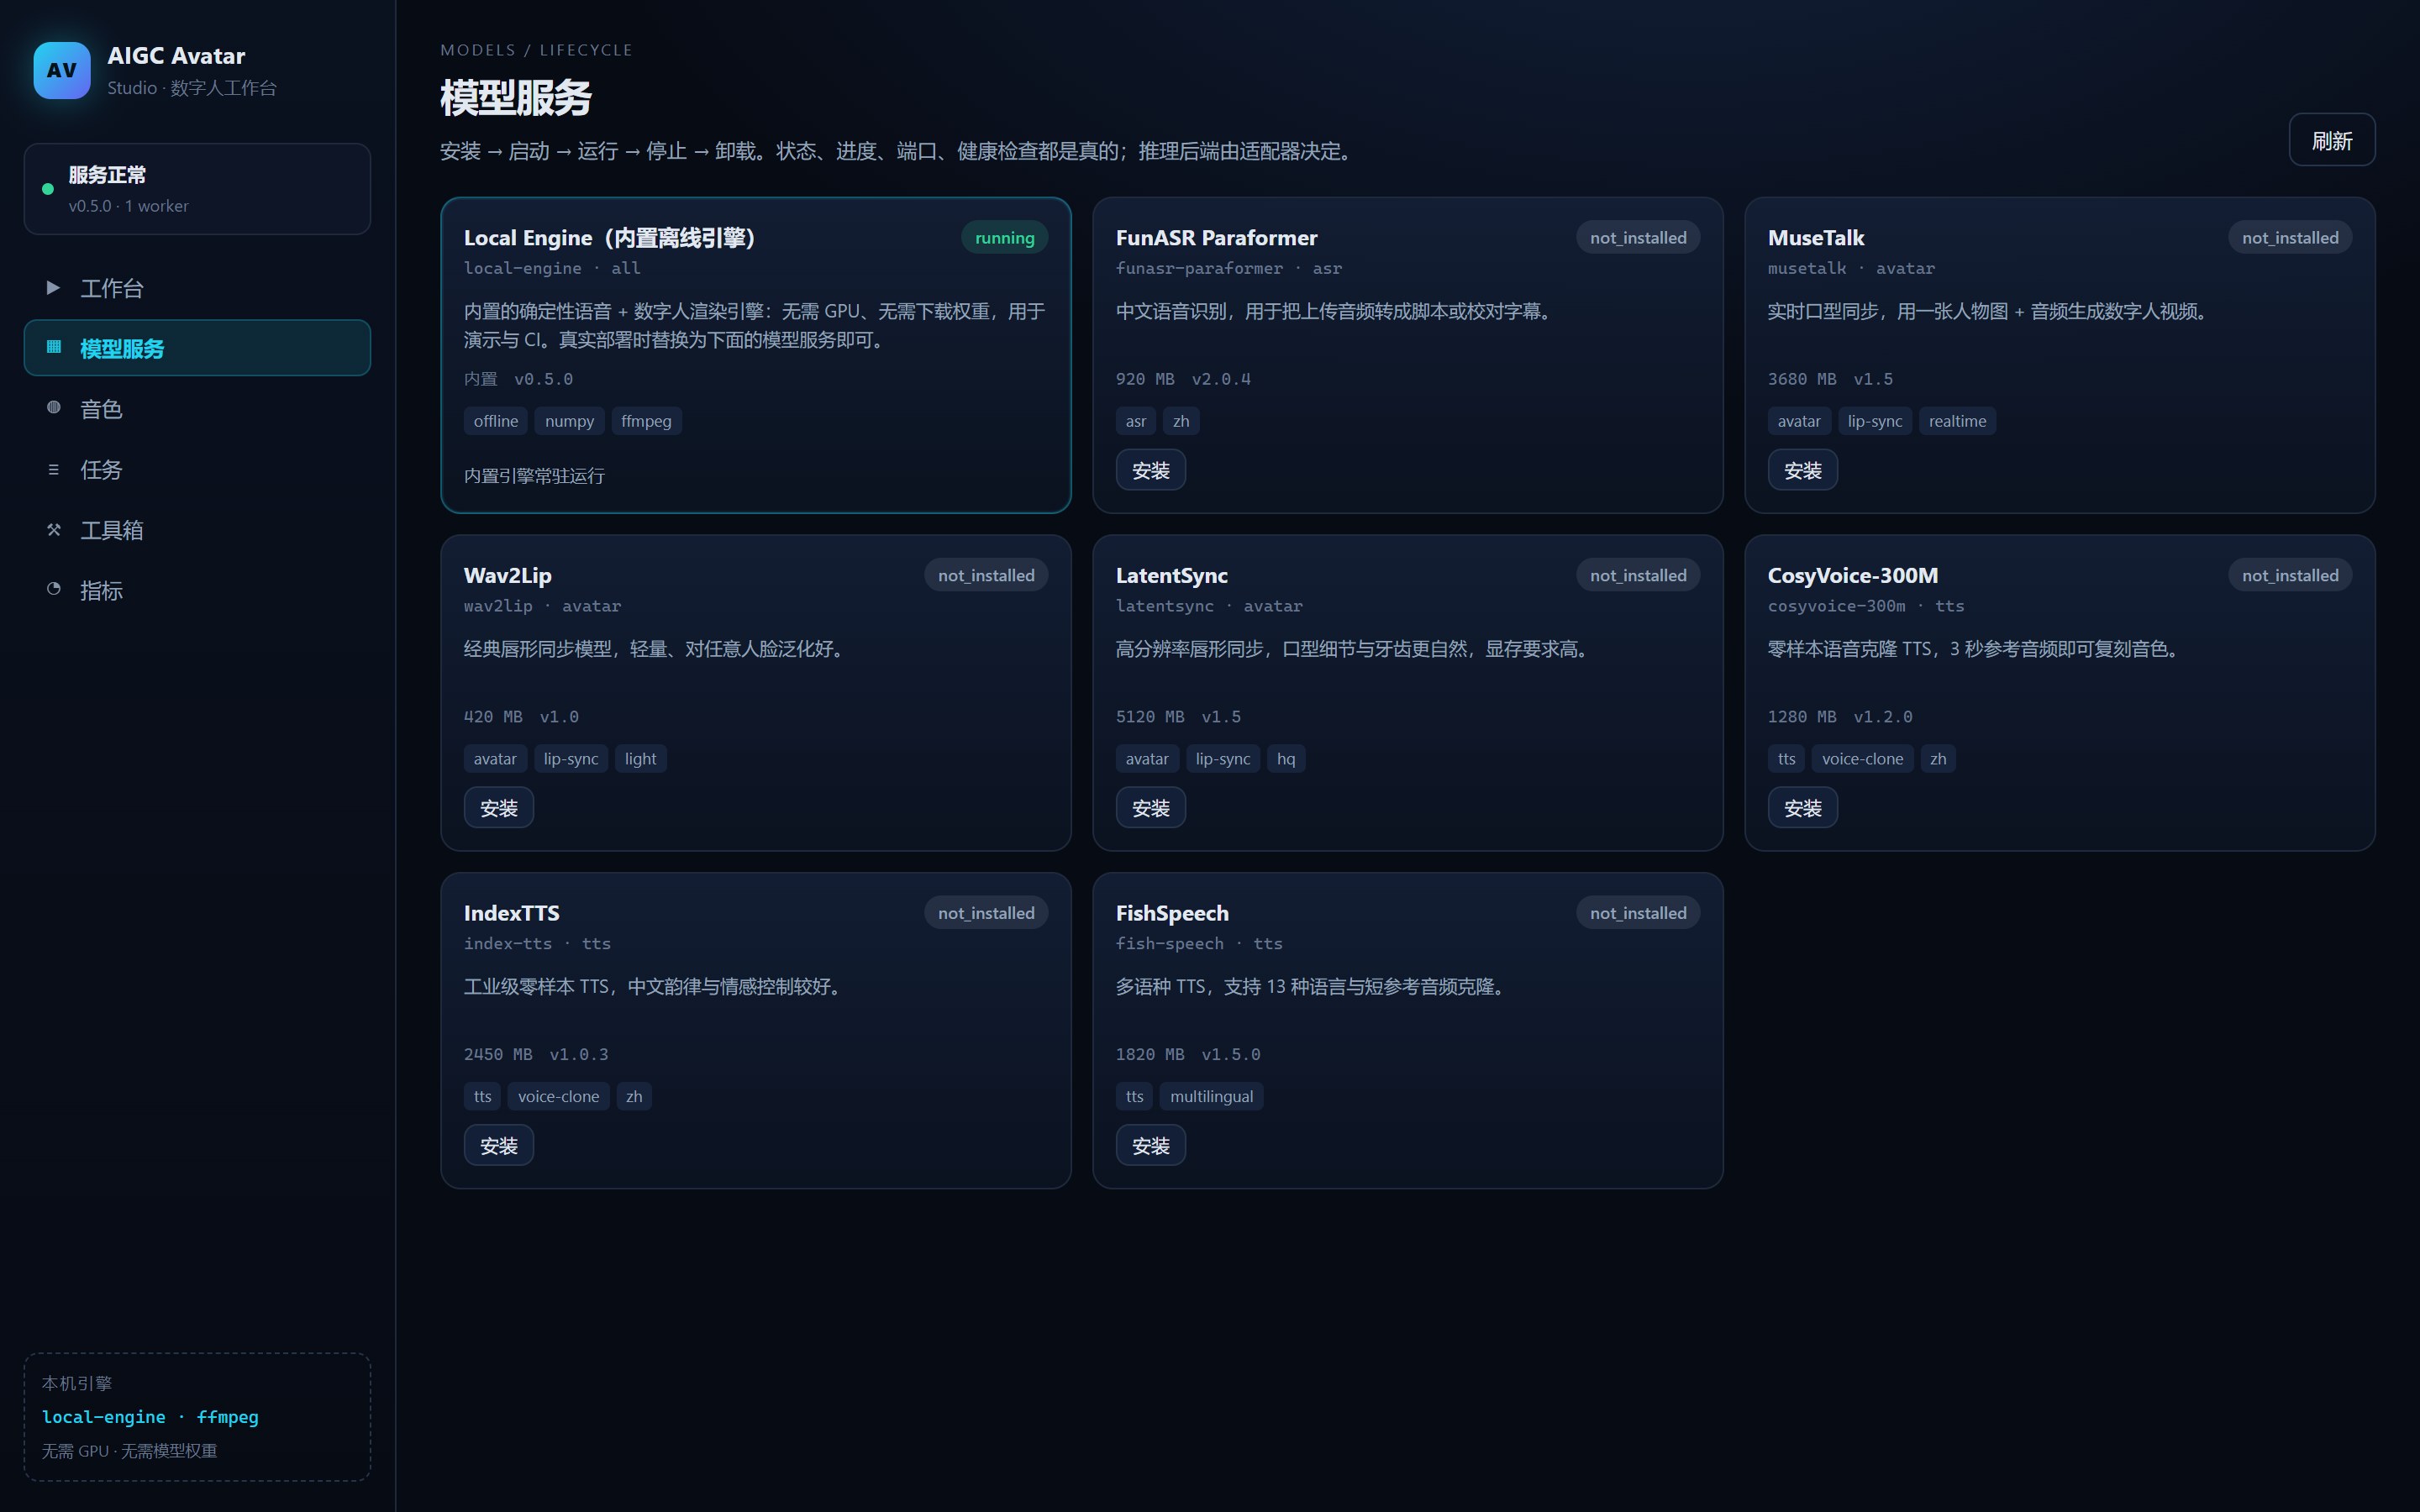 AV
AIGC Avatar
Studio · 数字人工作台
服务正常
v0.5.0 · 1 worker
工作台
模型服务
音色
任务
工具箱
指标
本机引擎
local-engine · ffmpeg
无需 GPU · 无需模型权重
MODELS / LIFECYCLE
模型服务
安装 → 启动 → 运行 → 停止 → 卸载。状态、进度、端口、健康检查都是真的；推理后端由适配器决定。
刷新
Local Engine（内置离线引擎）
running
local-engine · all
内置的确定性语音 + 数字人渲染引擎：无需 GPU、无需下载权重，用于
演示与 CI。真实部署时替换为下面的模型服务即可。
内置 v0.5.0
offline numpy ffmpeg
内置引擎常驻运行
FunASR Paraformer
not_installed
funasr-paraformer · asr
中文语音识别，用于把上传音频转成脚本或校对字幕。
920 MB v2.0.4
asr zh
安装
MuseTalk
not_installed
musetalk · avatar
实时口型同步，用一张人物图 + 音频生成数字人视频。
3680 MB v1.5
avatar lip-sync realtime
安装
Wav2Lip
not_installed
wav2lip · avatar
经典唇形同步模型，轻量、对任意人脸泛化好。
420 MB v1.0
avatar lip-sync light
安装
LatentSync
not_installed
latentsync · avatar
高分辨率唇形同步，口型细节与牙齿更自然，显存要求高。
5120 MB v1.5
avatar lip-sync hq
安装
CosyVoice-300M
not_installed
cosyvoice-300m · tts
零样本语音克隆 TTS，3 秒参考音频即可复刻音色。
1280 MB v1.2.0
tts voice-clone zh
安装
IndexTTS
not_installed
index-tts · tts
工业级零样本 TTS，中文韵律与情感控制较好。
2450 MB v1.0.3
tts voice-clone zh
安装
FishSpeech
not_installed
fish-speech · tts
多语种 TTS，支持 13 种语言与短参考音频克隆。
1820 MB v1.5.0
tts multilingual
安装